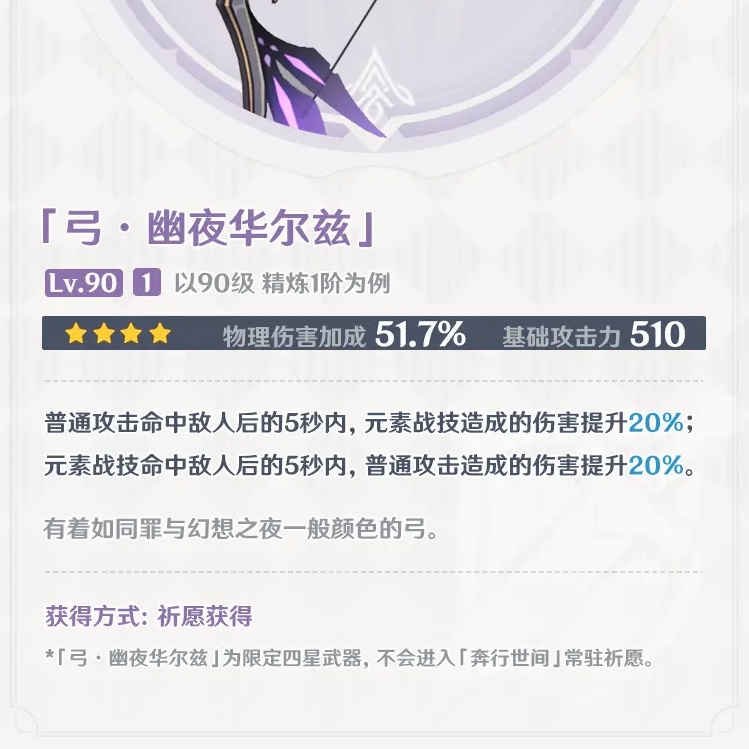 「弓·幽夜华尔兹」
Lv.90 1 以90级 精炼1阶为例
物理伤害加成 51.7% 基础攻击力 510
普通攻击命中敌人后的5秒内，元素战技造成的伤害提升20%；
元素战技命中敌人后的5秒内，普通攻击造成的伤害提升20%。
有着如同罪与幻想之夜一般颜色的弓。
获得方式: 祈愿获得
*「弓·幽夜华尔兹」为限定四星武器，不会进入「奔行世间」常驻祈愿。